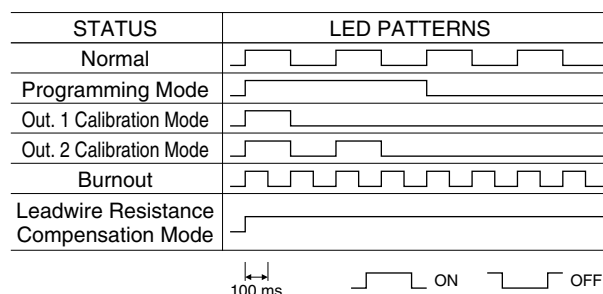 STATUS LED PATTERNS
Normal
Programming Mode
Out. 1 Calibration Mode
Out. 2 Calibration Mode
Burnout
Leadwire Resistance
Compensation Mode
100 ms ON OFF